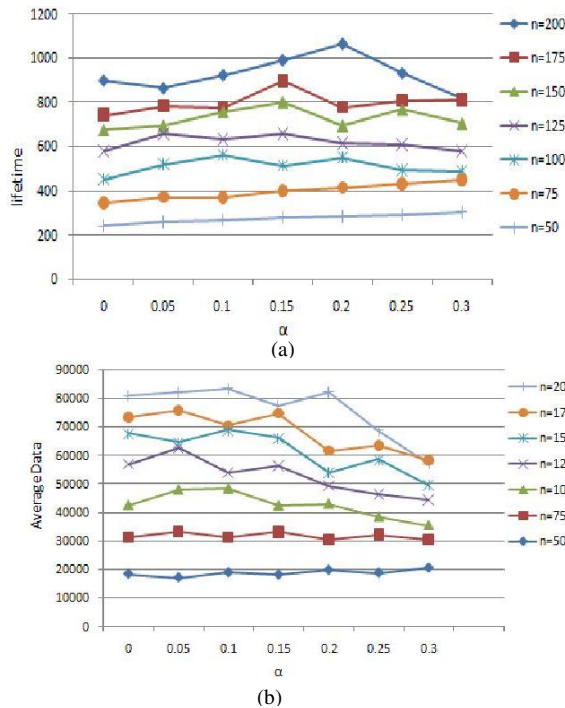 1200
1000
800
600
400
200
0
lifetime
0 0.05 0.1 0.15 0.2 0.25 0.3
α
n=200
n=175
n=150
n=125
n=100
n=75
n=50
(a)
90000
80000
70000
60000
50000
40000
30000
20000
10000
0
Average Data
0 0.05 0.1 0.15 0.2 0.25 0.3
α
n=20
n=17
n=15
n=12
n=10
n=75
n=50
(b)